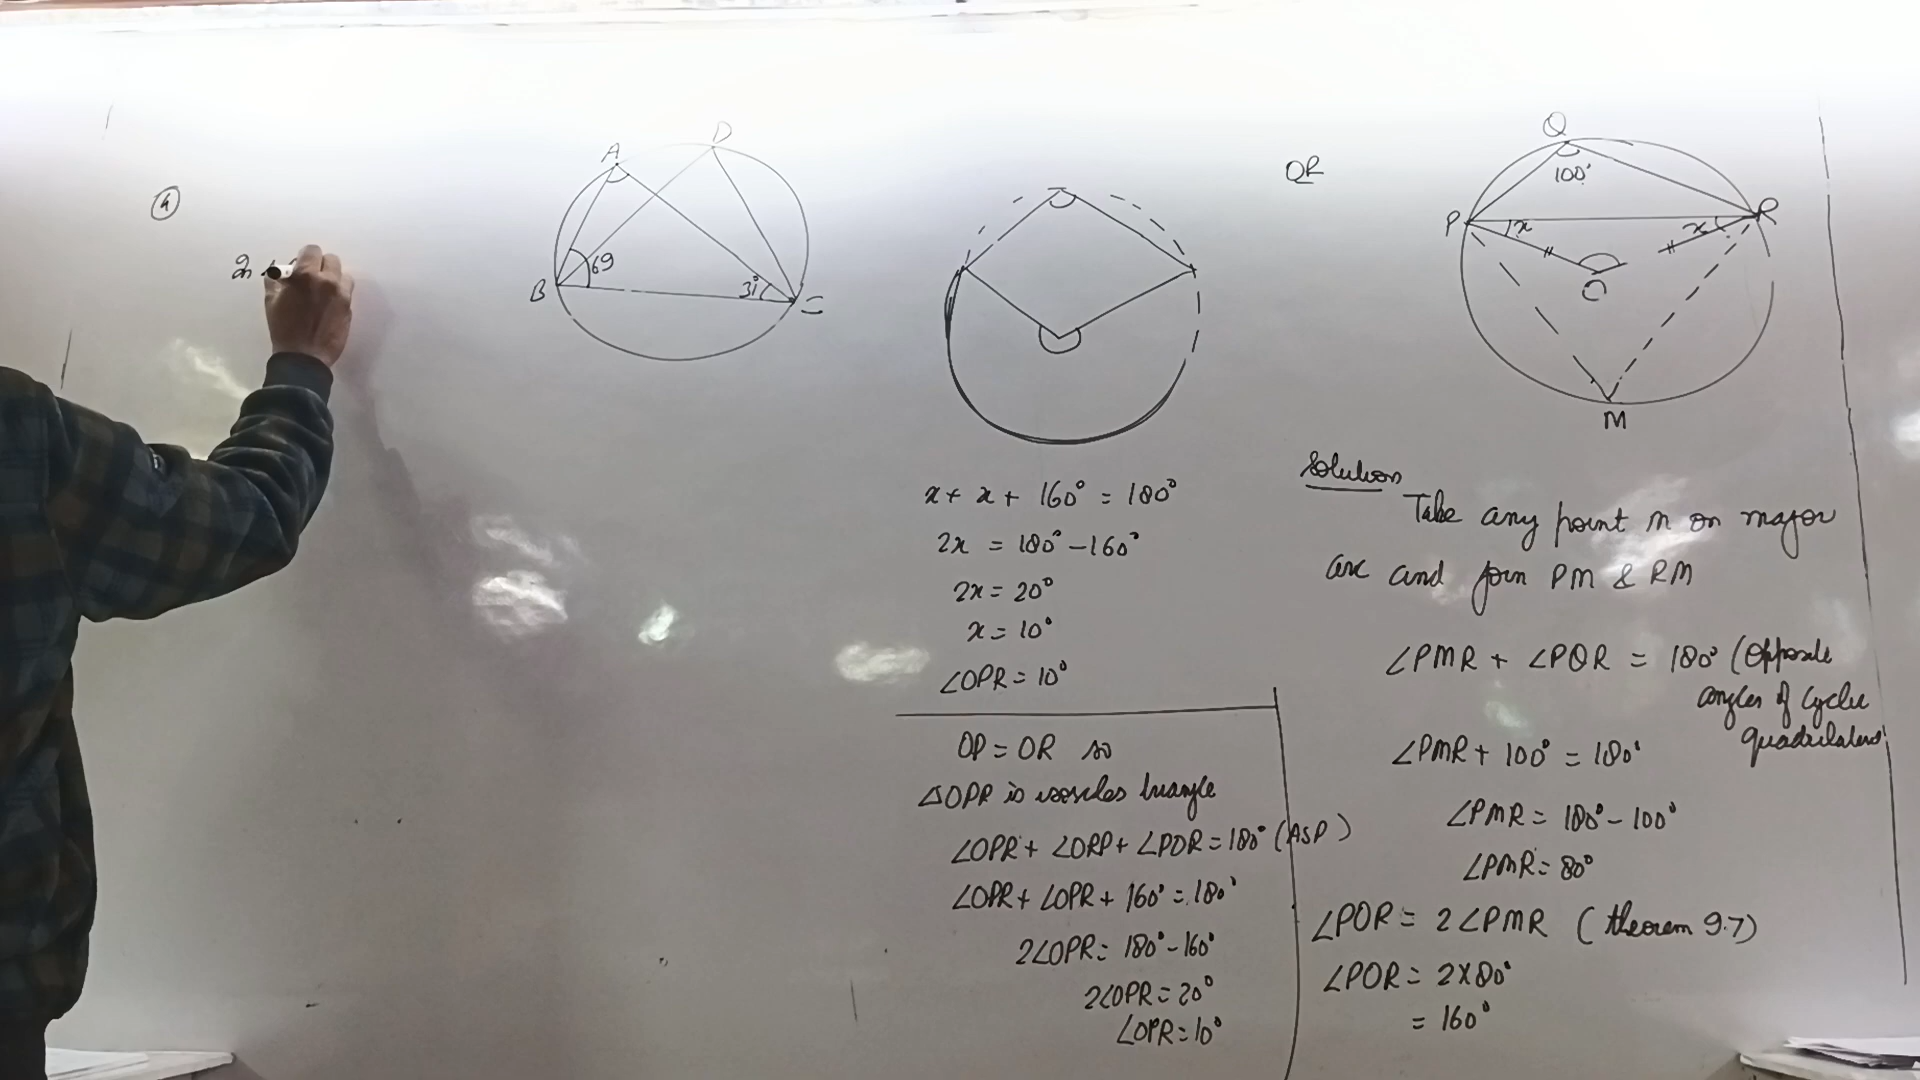 4
In
A
D
B
69
31°
C
QR
Q
100°
P
x
x
R
O
M
x + x + 160° = 180°
2x = 180° - 160°
2x = 20°
x = 10°
∠OPR = 10°
OP = OR so
△OPR is isosceles triangle
∠OPR + ∠ORP + ∠POR = 180° (ASP)
∠OPR + ∠OPR + 160° = 180°
2∠OPR = 180° - 160°
2∠OPR = 20°
∠OPR = 10°
Solution
Take any point M on major
arc and join PM & RM
∠PMR + ∠PQR = 180° (Opposite
angles of cyclic
quadrilateral
∠PMR + 100° = 180°
∠PMR = 180° - 100°
∠PMR = 80°
∠POR = 2∠PMR (theorem 9.7)
∠POR = 2X80°
= 160°